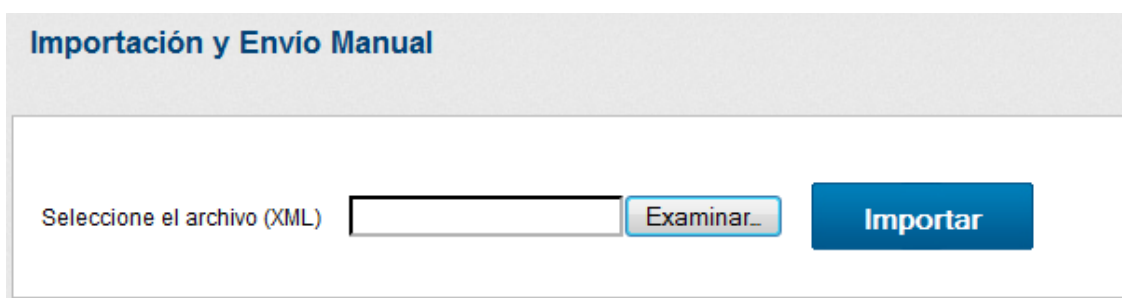 Importación y Envío Manual
Seleccione el archivo (XML) Examinar... Importar